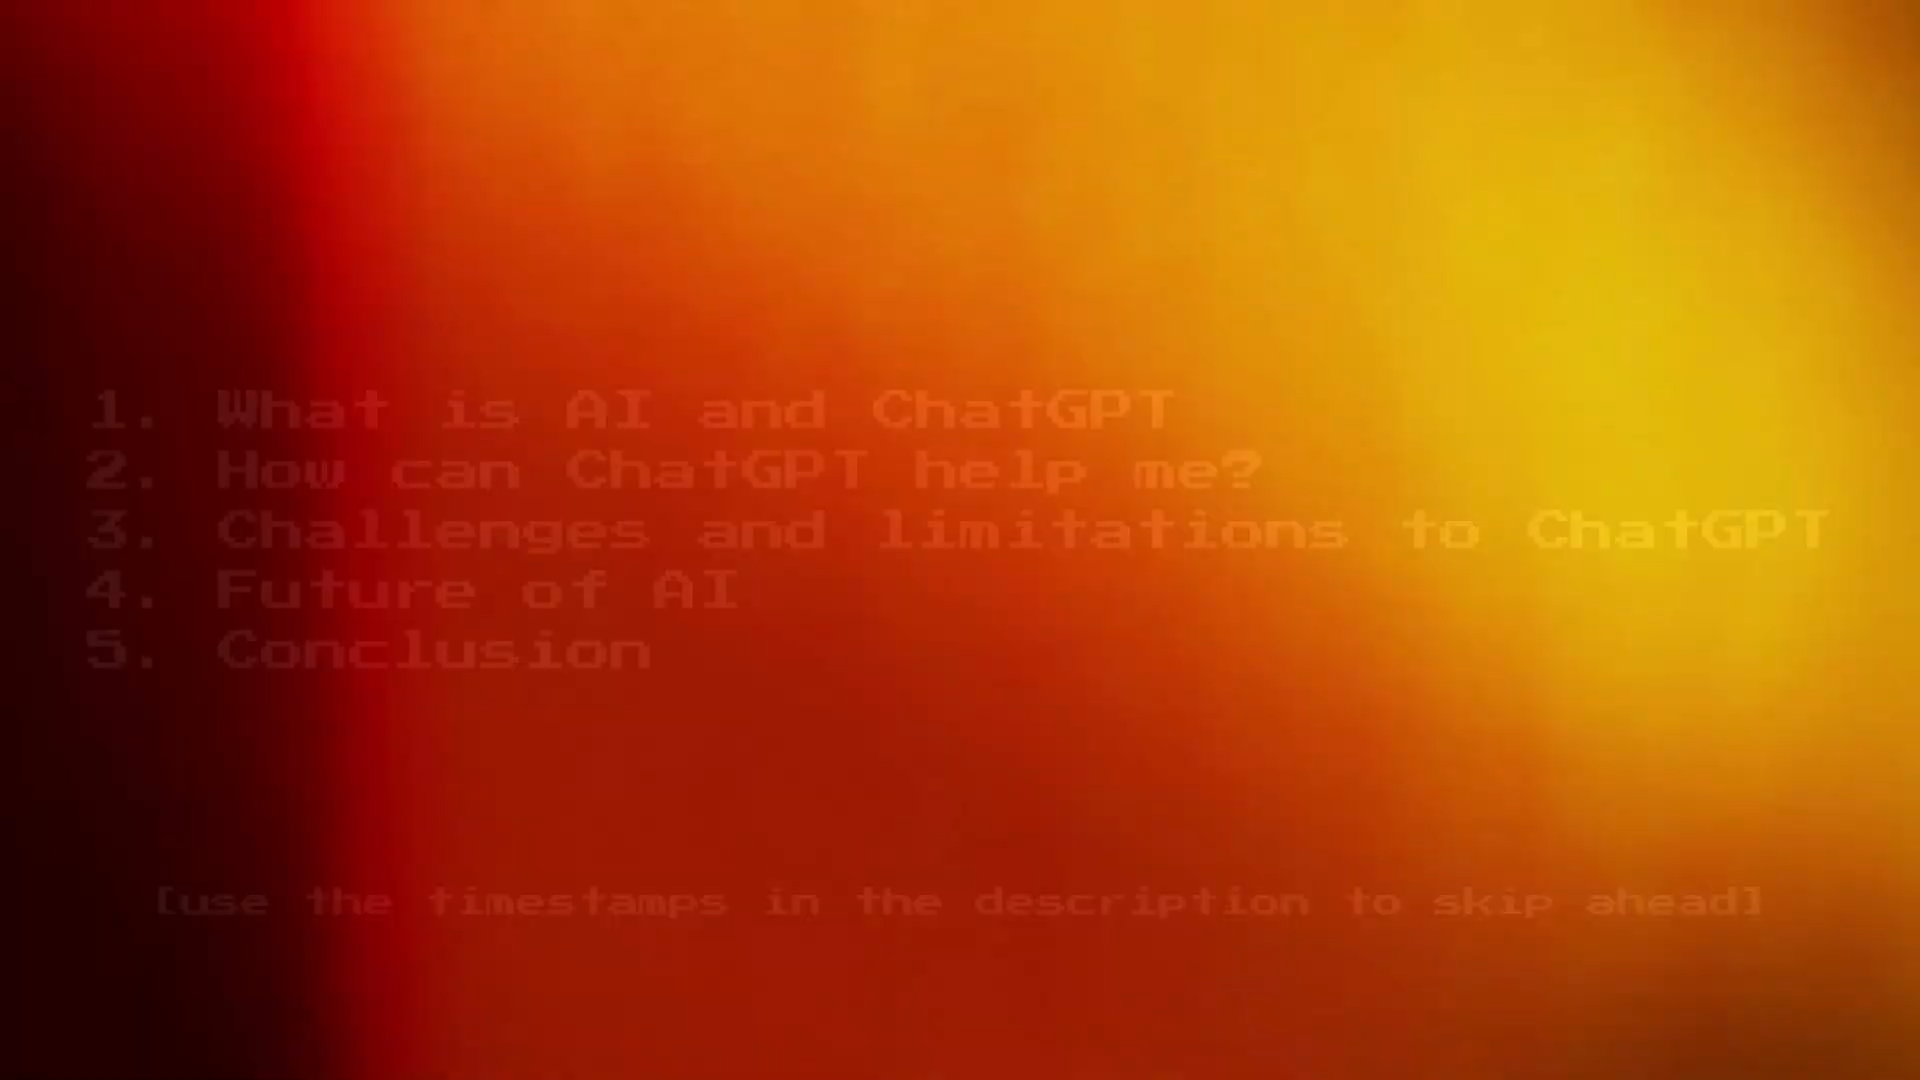 1. What is AI and ChatGPT
2. How can ChatGPT help me?
3. Challenges and limitations to ChatGPT
4. Future of AI
5. Conclusion
[use the timestamps in the description to skip ahead]